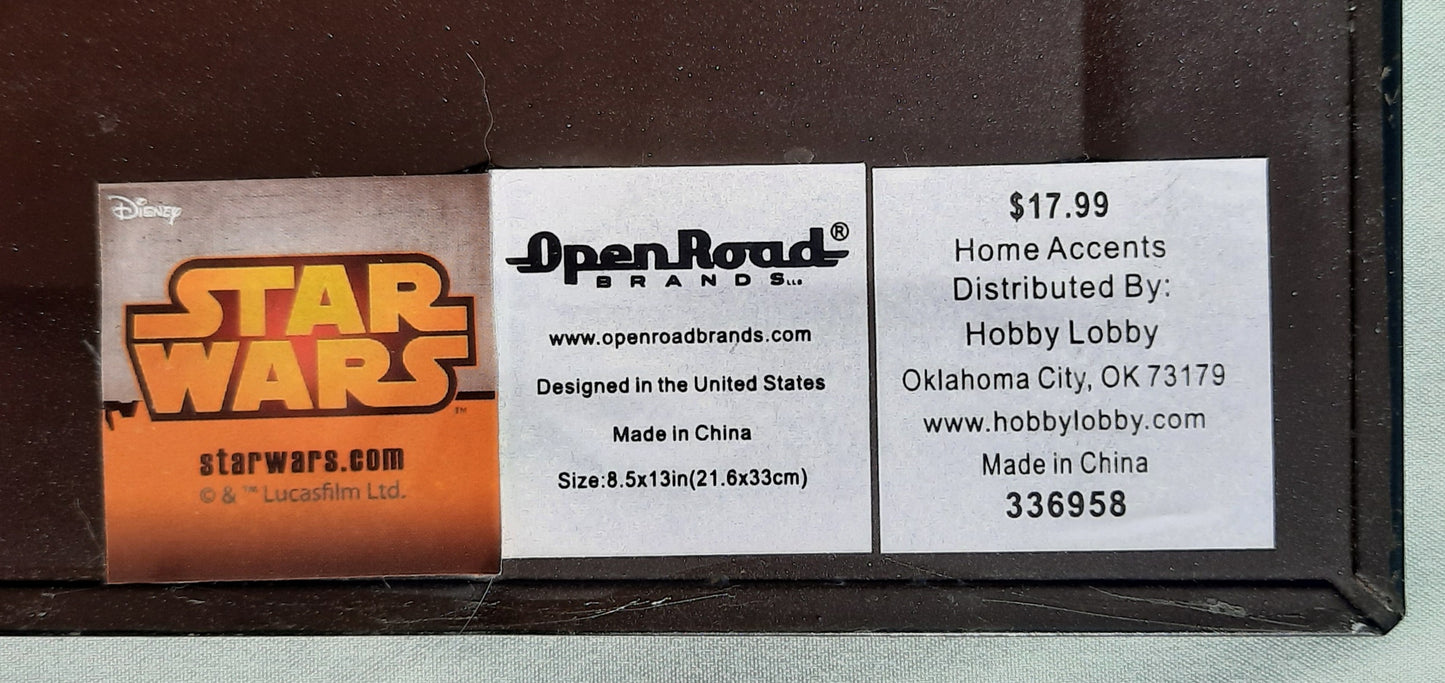 Disney
STAR
WARS™
starwars.com
© & ™ Lucasfilm Ltd.
OpenRoad®
BRANDS LLC
www.openroadbrands.com
Designed in the United States
Made in China
Size:8.5x13in(21.6x33cm)
$17.99
Home Accents
Distributed By:
Hobby Lobby
Oklahoma City, OK 73179
www.hobbylobby.com
Made in China
336958